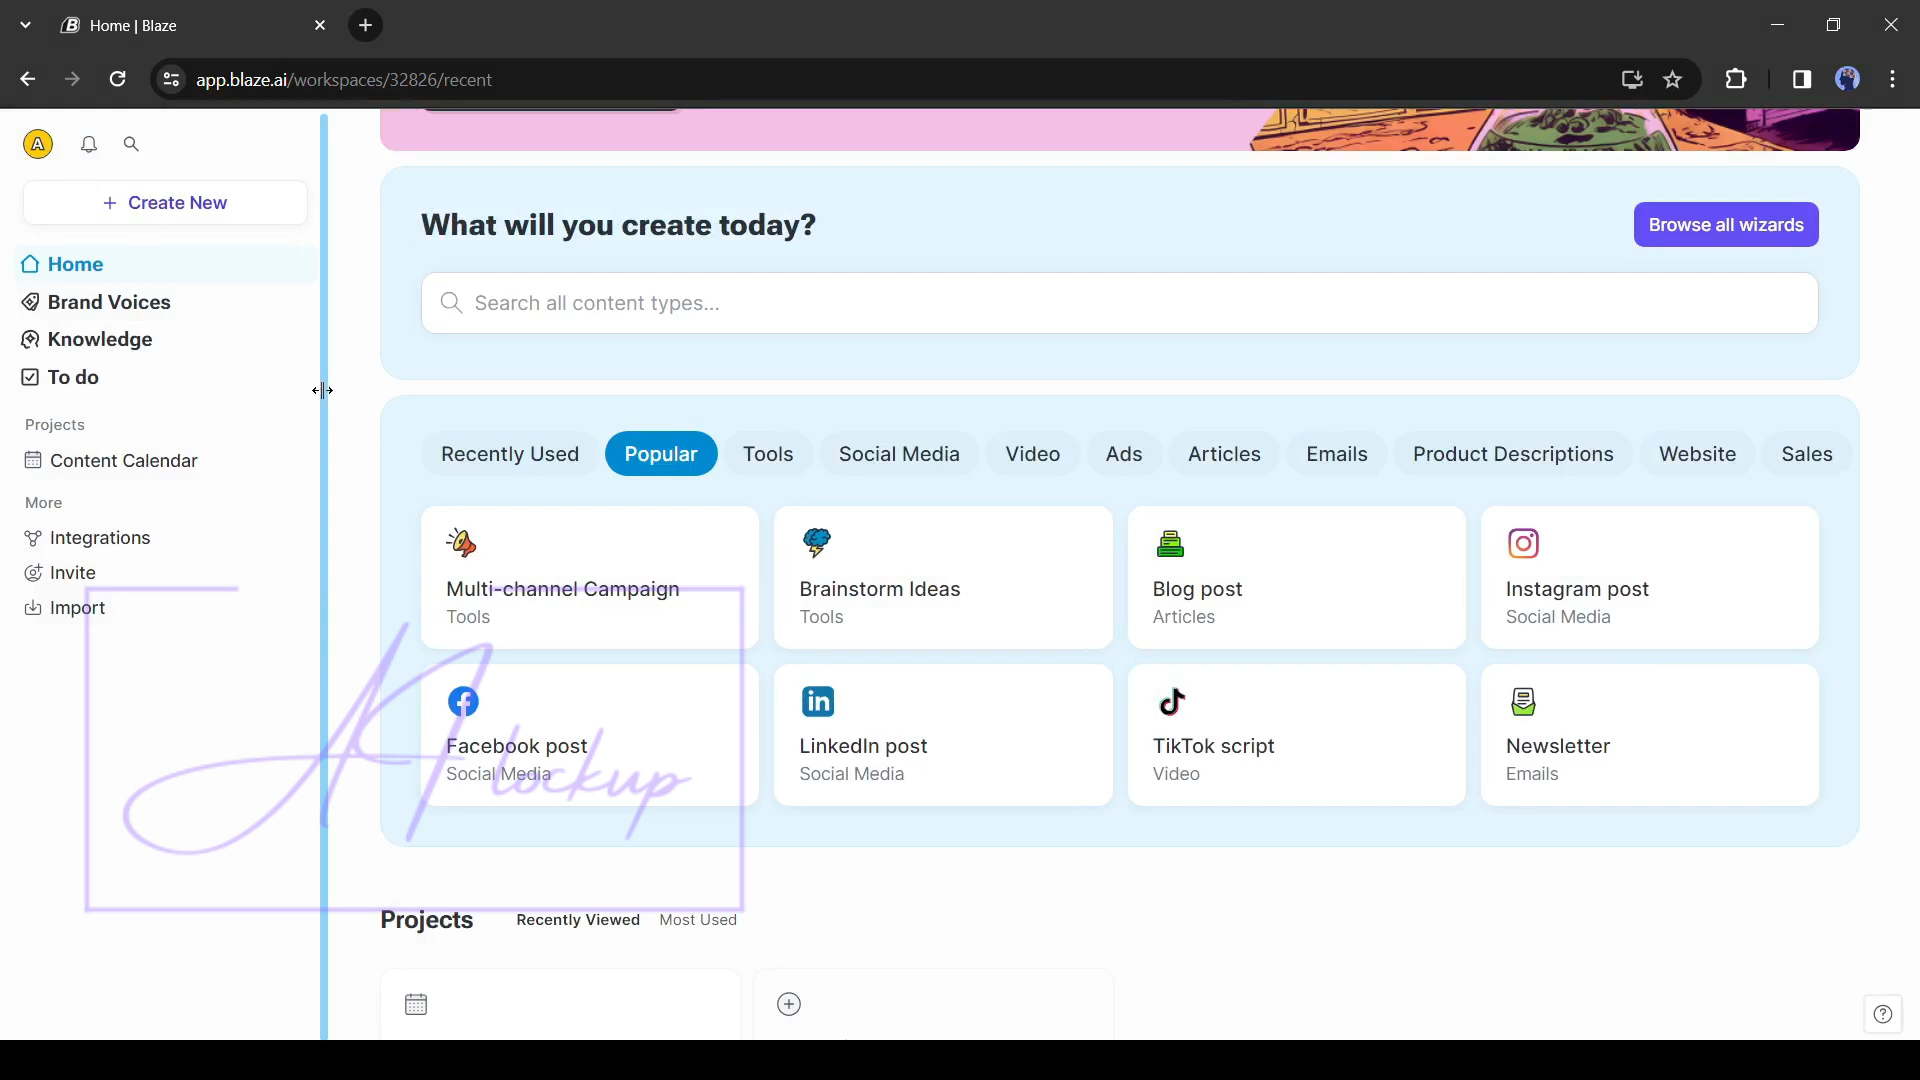 Home | Blaze
app.blaze.ai/workspaces/32826/recent
A
+ Create New
Home
Brand Voices
Knowledge
To do
Projects
Content Calendar
More
Integrations
Invite
Import
What will you create today?
Browse all wizards
Search all content types...
Recently Used Popular Tools Social Media Video Ads Articles Emails Product Descriptions Website Sales
Multi-channel Campaign
Tools
Brainstorm Ideas
Tools
Blog post
Articles
Instagram post
Social Media
Facebook post
Social Media
LinkedIn post
Social Media
TikTok script
Video
Newsletter
Emails
AI lockup
Projects Recently Viewed Most Used